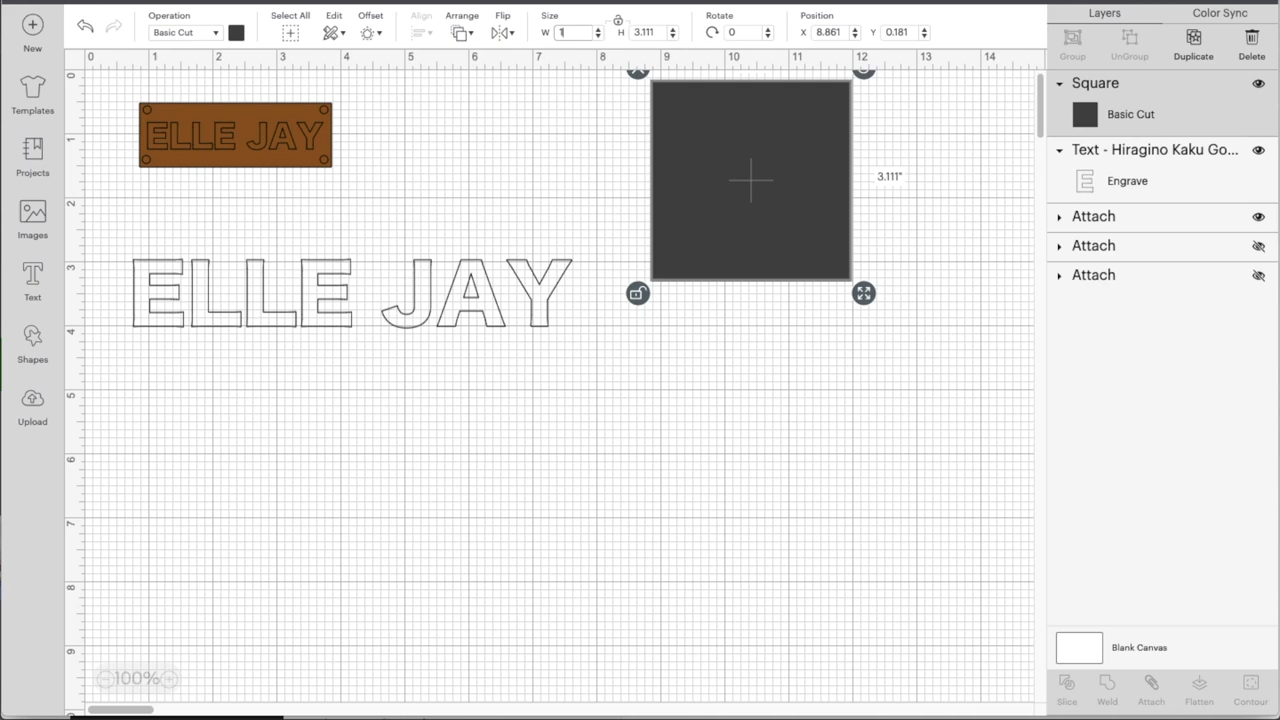 Operation
Basic Cut
Select All
Edit
Offset
Align
Arrange
Flip
Size
W 1
H 3.111
Rotate
0
Position
X 8.861
Y 0.181
Layers
Color Sync
Group
UnGroup
Duplicate
Delete
New
Templates
Projects
Images
Text
Shapes
Upload
0 1 2 3 4 5 6 7 8 9 10 11 12 13 14
0
1
2
3
4
5
6
7
8
9
ELLE JAY
ELLE JAY
3.111"
100%
Square
Basic Cut
Text - Hiragino Kaku Go...
E
Engrave
Attach
Attach
Attach
Blank Canvas
Slice
Weld
Attach
Flatten
Contour